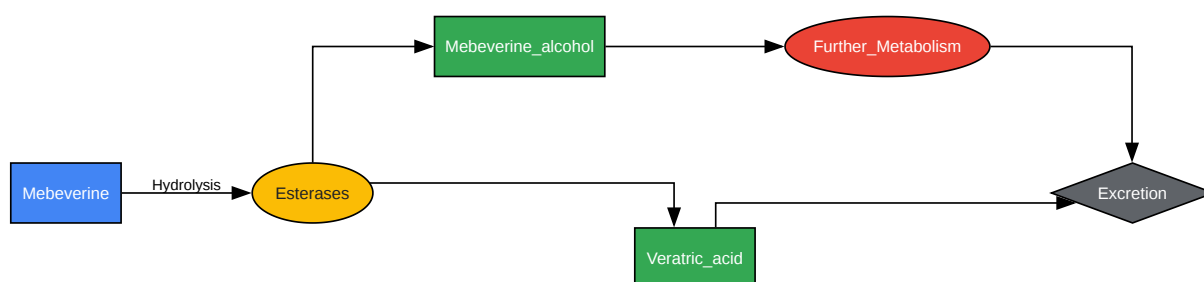 Mebeverine_alcohol
Further_Metabolism
Mebeverine
Hydrolysis
Esterases
Excretion
Veratric_acid